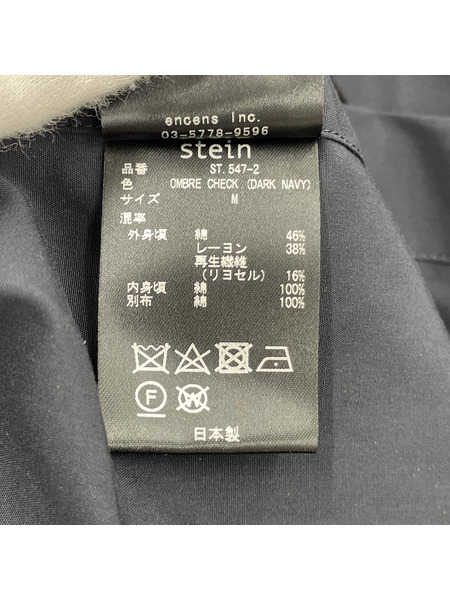 encens inc.
03-5778-9596
stein
品番 ST.547-2
色 OMBRE CHECK (DARK NAVY)
サイズ M
混率
外身頃 綿 46%
レーヨン 38%
再生繊維
(リヨセル) 16%
内身頃 綿 100%
別布 綿 100%
F W
日本製